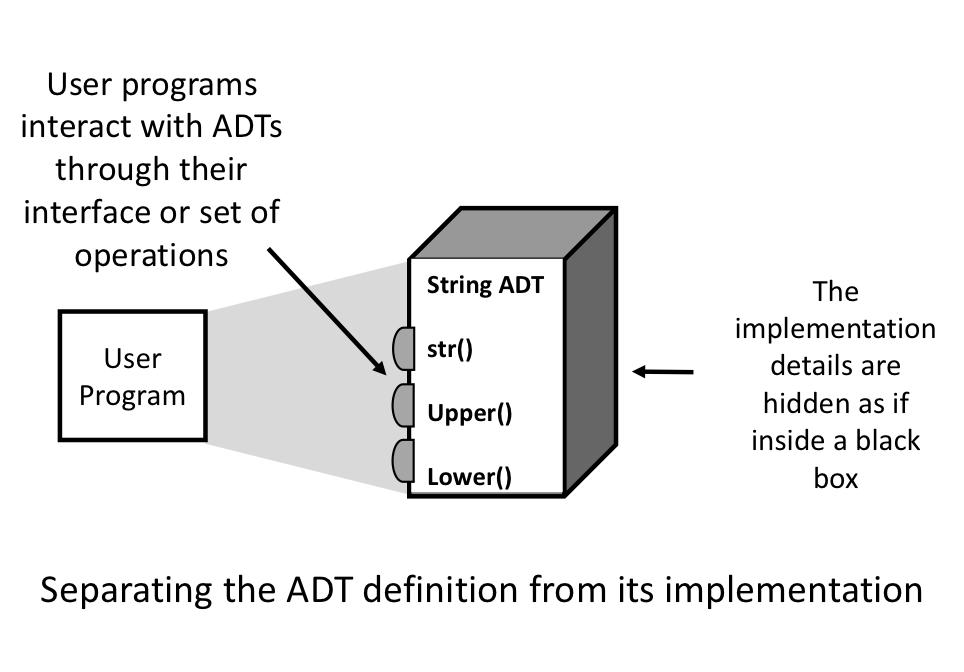 User programs
interact with ADTs
through their
interface or set of
operations
User
Program
String ADT
str()
Upper()
Lower()
The
implementation
details are
hidden as if
inside a black
box
Separating the ADT definition from its implementation